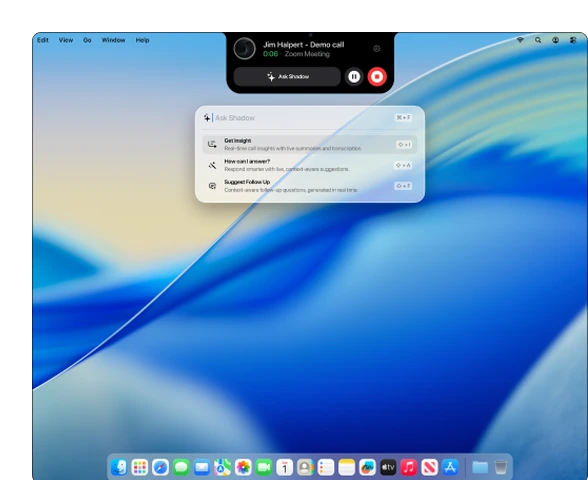 Edit View Go Window Help
Jim Halpert - Demo call
0:06 Zoom Meeting
Ask Shadow
Ask Shadow
⌘ + F
Get Insight
Real-time call insights with live summaries and transcription
⇧ + I
How can I answer?
Respond smarter with live, context-aware suggestions.
⇧ + A
Suggest Follow Up
Context-aware follow-up questions, generated in real time.
1
tv